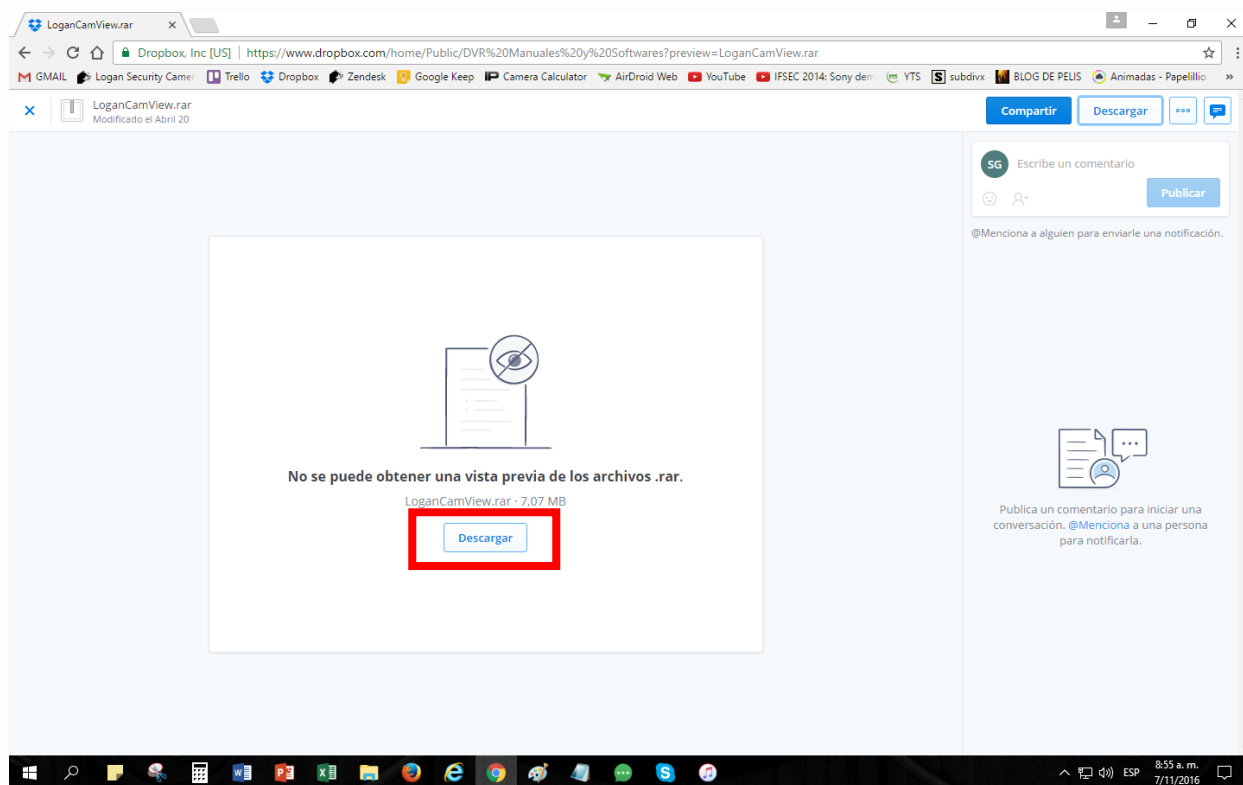 LoganCamView.rar
Dropbox, Inc [US] | https://www.dropbox.com/home/Public/DVR%20Manuales%20y%20Softwares?preview=LoganCamView.rar
GMAIL Logan Security Camer Trello Dropbox Zendesk Google Keep IP Camera Calculator AirDroid Web YouTube IFSEC 2014: Sony dem YTS S subdivx BLOG DE PELIS Animadas - Papelillio »
LoganCamView.rar
Modificado el Abril 20
Compartir Descargar
SG Escribe un comentario
Publicar
@Menciona a alguien para enviarle una notificación.
No se puede obtener una vista previa de los archivos .rar.
LoganCamView.rar · 7,07 MB
Descargar
Publica un comentario para iniciar una
conversación. @Menciona a una persona
para notificarla.
ESP 8:55 a. m.
7/11/2016